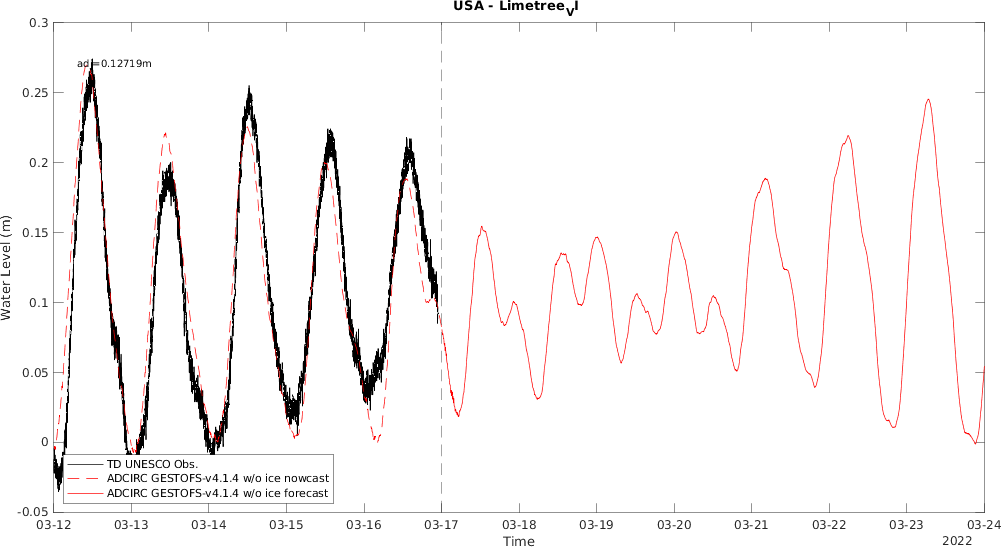 USA - Limetree_VI
0.3
ad =0.12719m
0.25
0.2
0.15
Water Level (m)
0.1
0.05
0
TD UNESCO Obs.
ADCIRC GESTOFS-v4.1.4 w/o ice nowcast
ADCIRC GESTOFS-v4.1.4 w/o ice forecast
-0.05
03-12 03-13 03-14 03-15 03-16 03-17 03-18 03-19 03-20 03-21 03-22 03-23 03-24
Time
2022